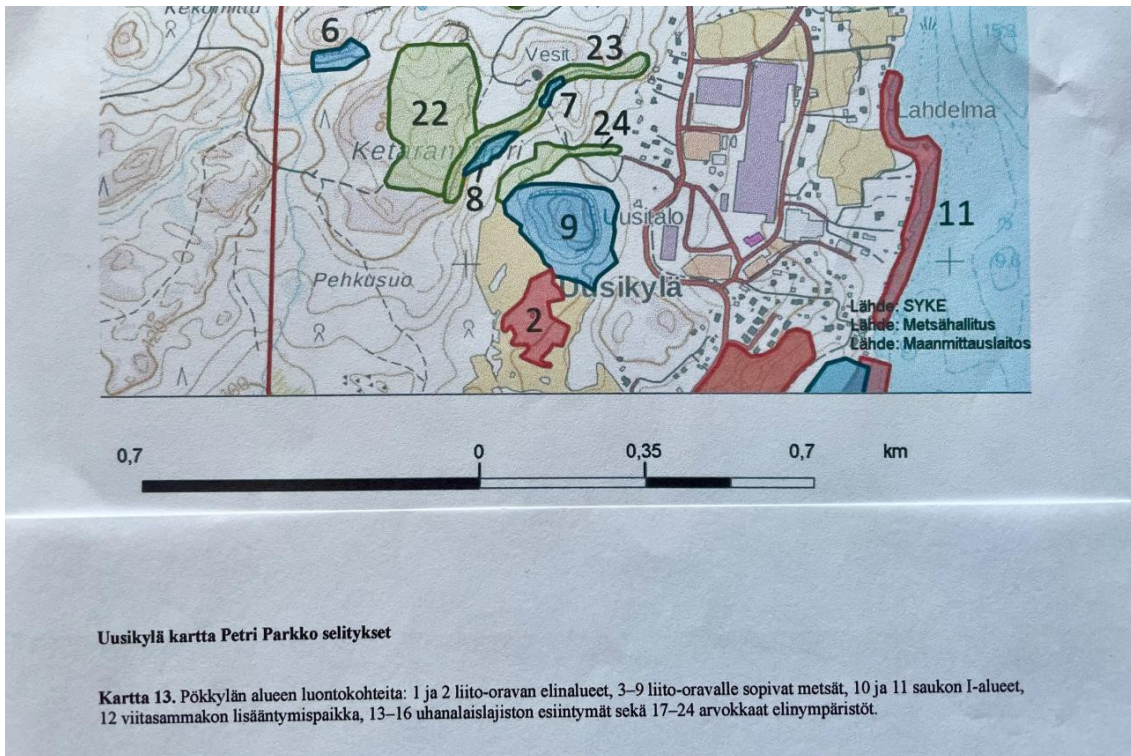 6
Vesit.
23
7
22
24
Lahdelma
8
9
Uusitalo
11
Pehkusuo
Uusikylä
2
Lähde: SYKE
Lähde: Metsähallitus
Lähde: Maanmittauslaitos
0,7 0 0,35 0,7 km
Uusikylä kartta Petri Parkko selitykset
Kartta 13. Pökkylän alueen luontokohteita: 1 ja 2 liito-oravan elinalueet, 3–9 liito-oravalle sopivat metsät, 10 ja 11 saukon I-alueet,
12 viitasammakon lisääntymispaikka, 13–16 uhanalaislajiston esiintymät sekä 17–24 arvokkaat elinympäristöt.